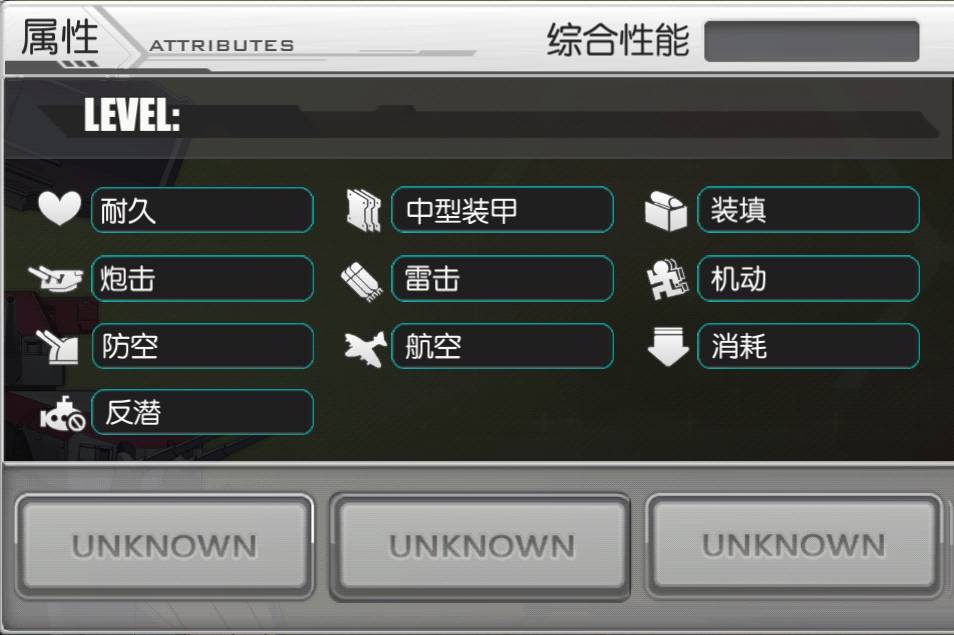 属性 ATTRIBUTES 综合性能
LEVEL:
耐久 中型装甲 装填
炮击 雷击 机动
防空 航空 消耗
反潜
UNKNOWN UNKNOWN UNKNOWN